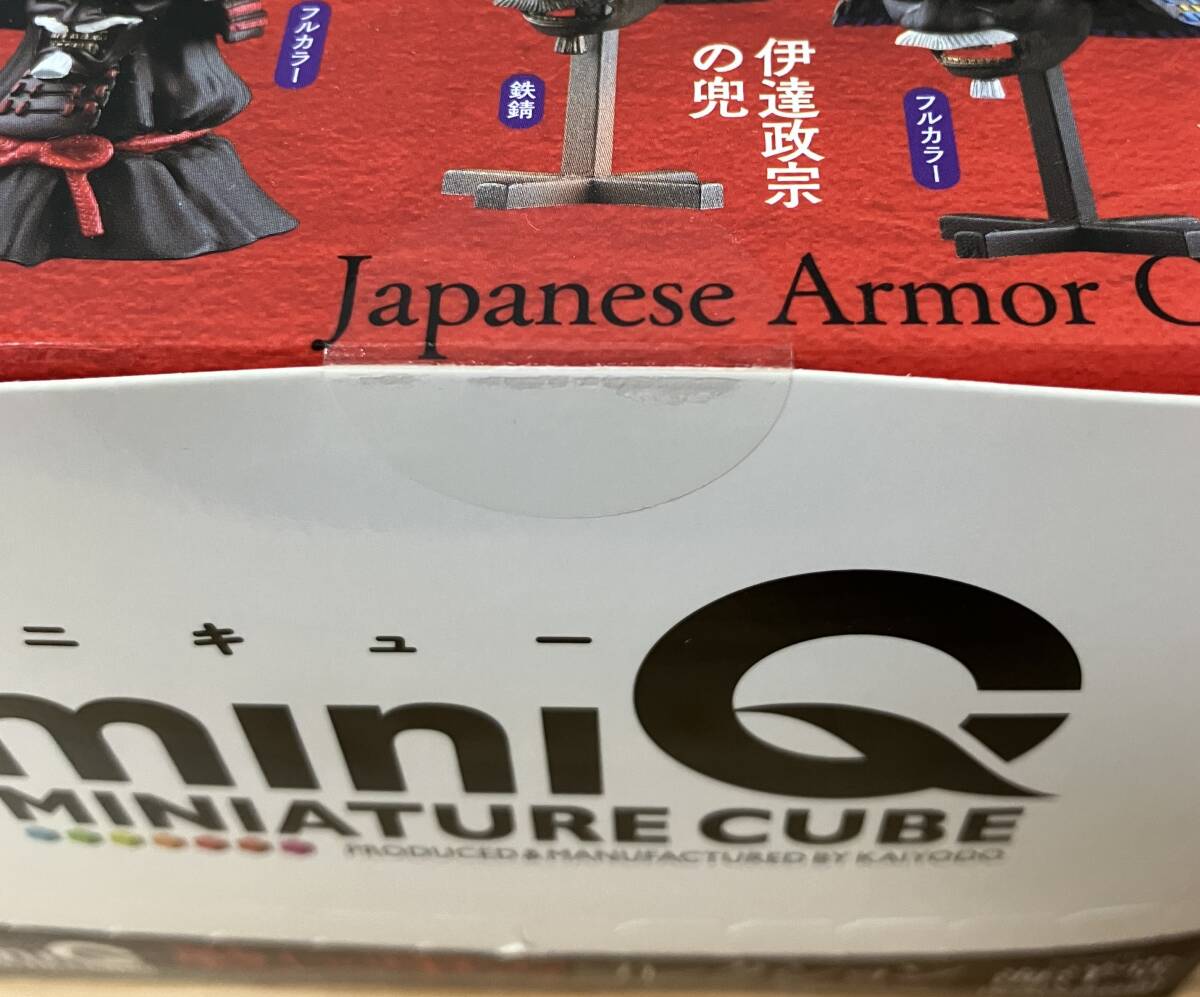 フルカラー
鉄錆
伊達政宗
の兜
フルカラー
Japanese Armor
ニキュー
miniQ
MINIATURE CUBE
PRODUCED & MANUFACTURED BY KAIYODO